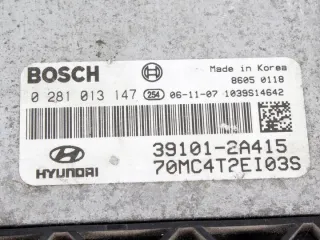 Made in Korea
BOSCH
8605 0118
0 281 013 147 254 06-11-07 1039S14642
39101-2A415
HYUNDAI
70MC4T2EI03S